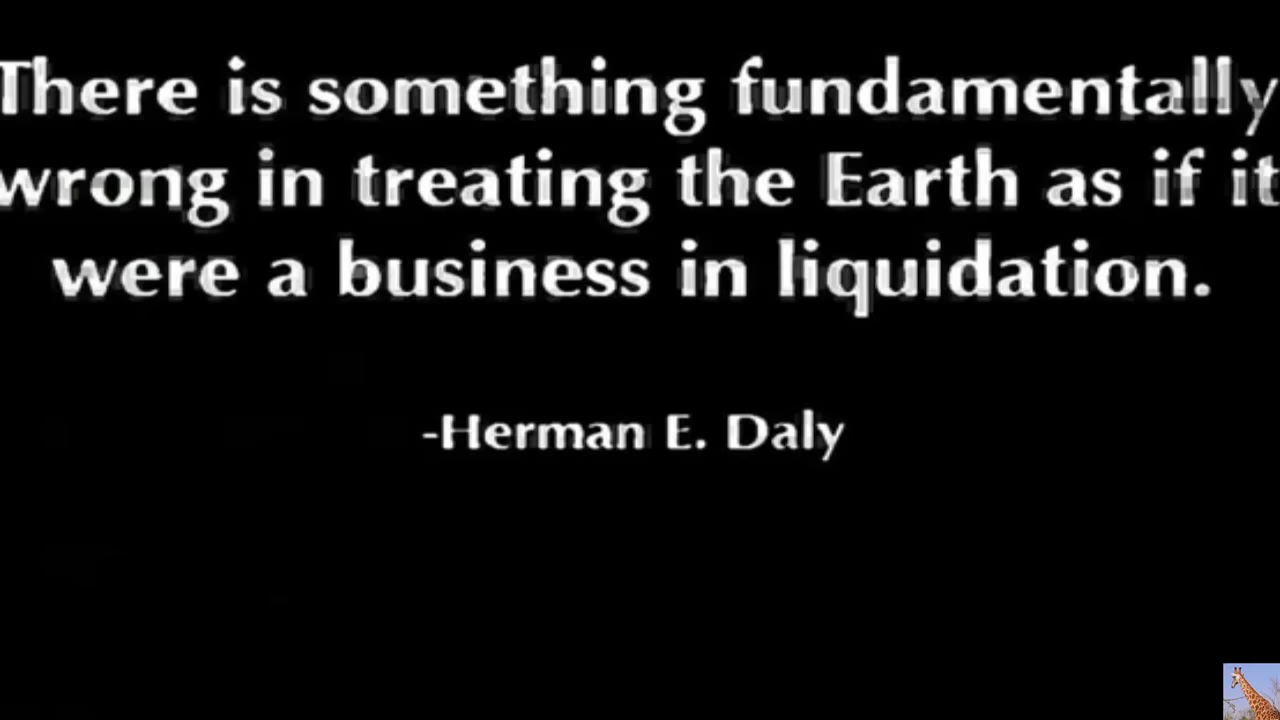 There is something fundamentally
wrong in treating the Earth as if it
were a business in liquidation.
-Herman E. Daly